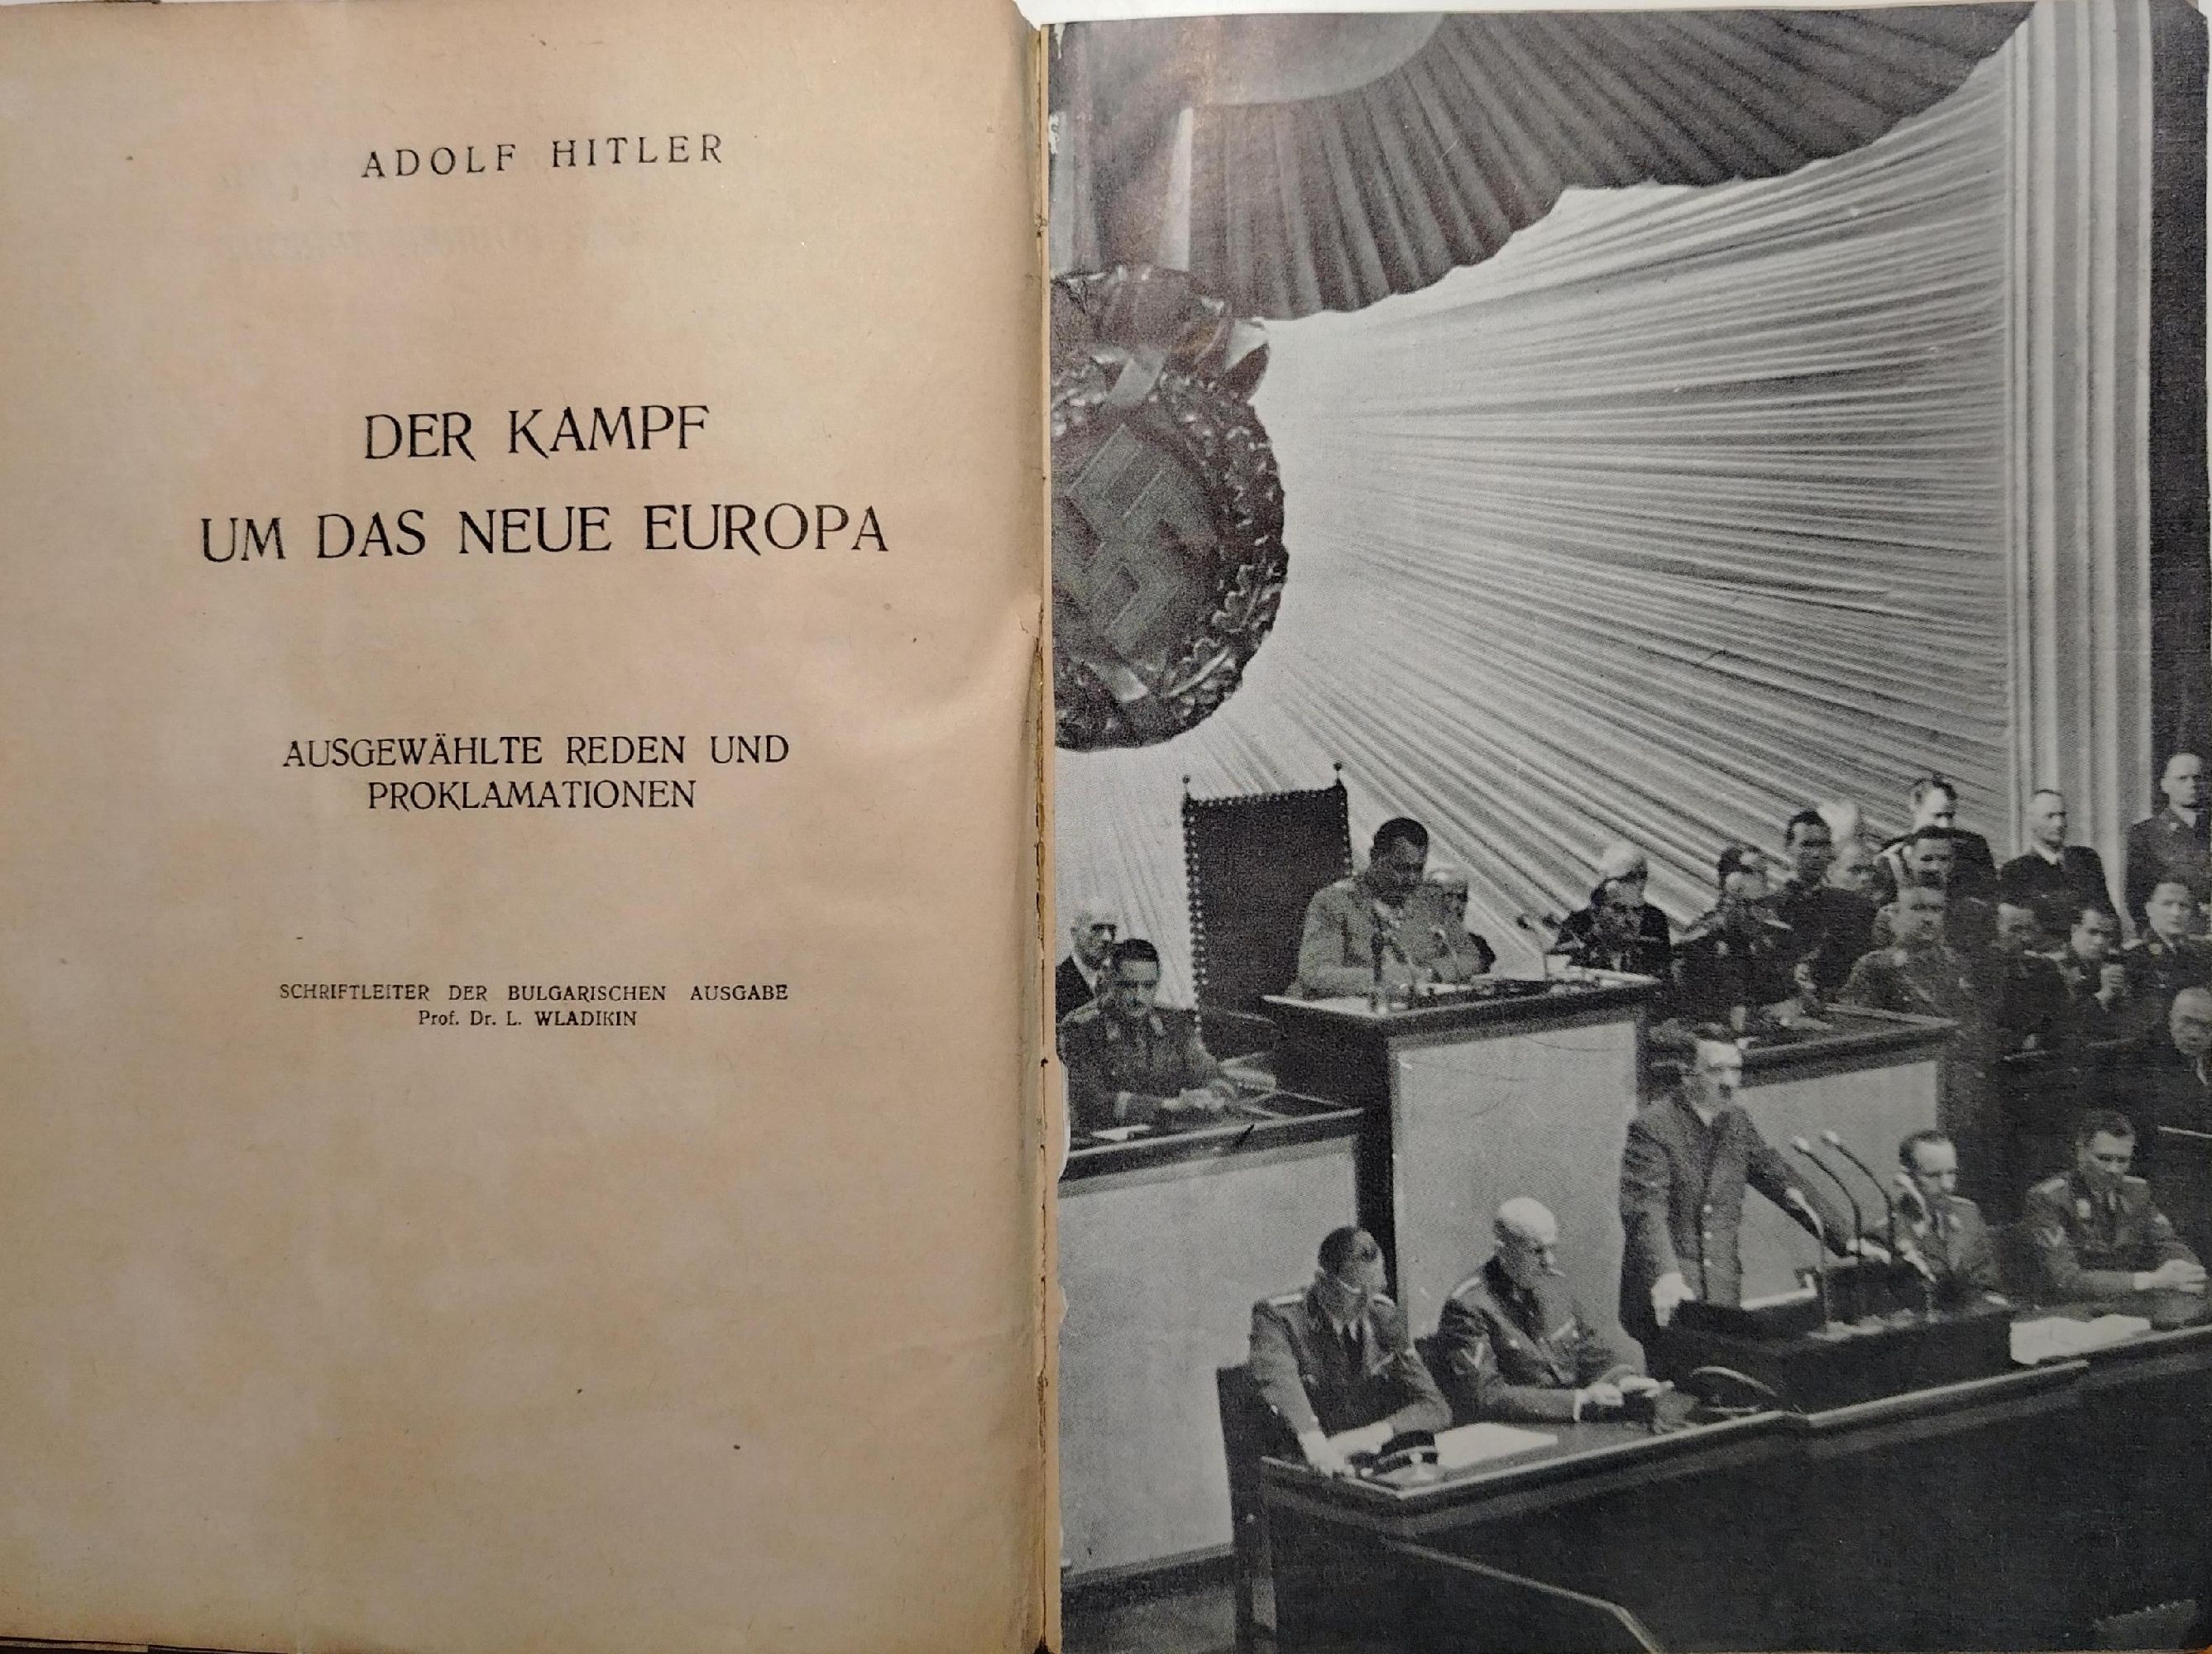 ADOLF HITLER
DER KAMPF
UM DAS NEUE EUROPA
AUSGEWÄHLTE REDEN UND
PROKLAMATIONEN
SCHRIFTLEITER DER BULGARISCHEN AUSGABE
Prof. Dr. L. WLADIKIN